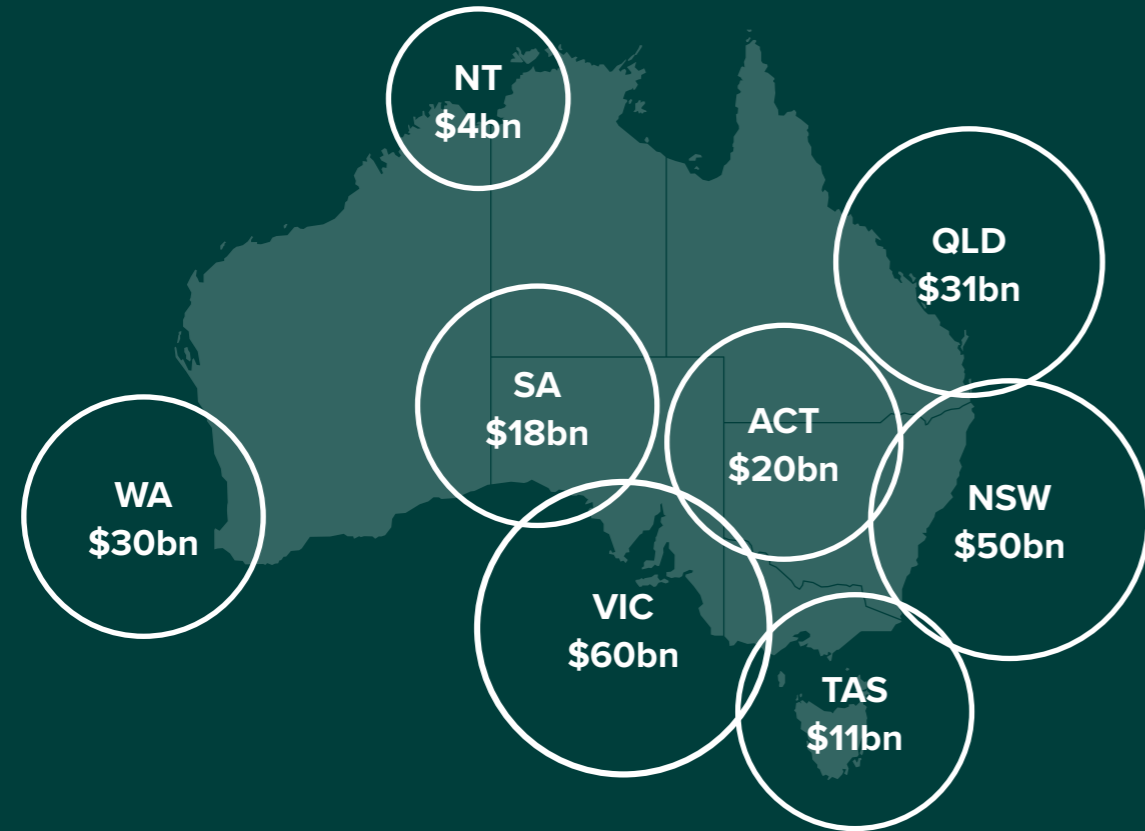 NT
$4bn
QLD
$31bn
SA
$18bn
ACT
$20bn
WA
$30bn
NSW
$50bn
VIC
$60bn
TAS
$11bn